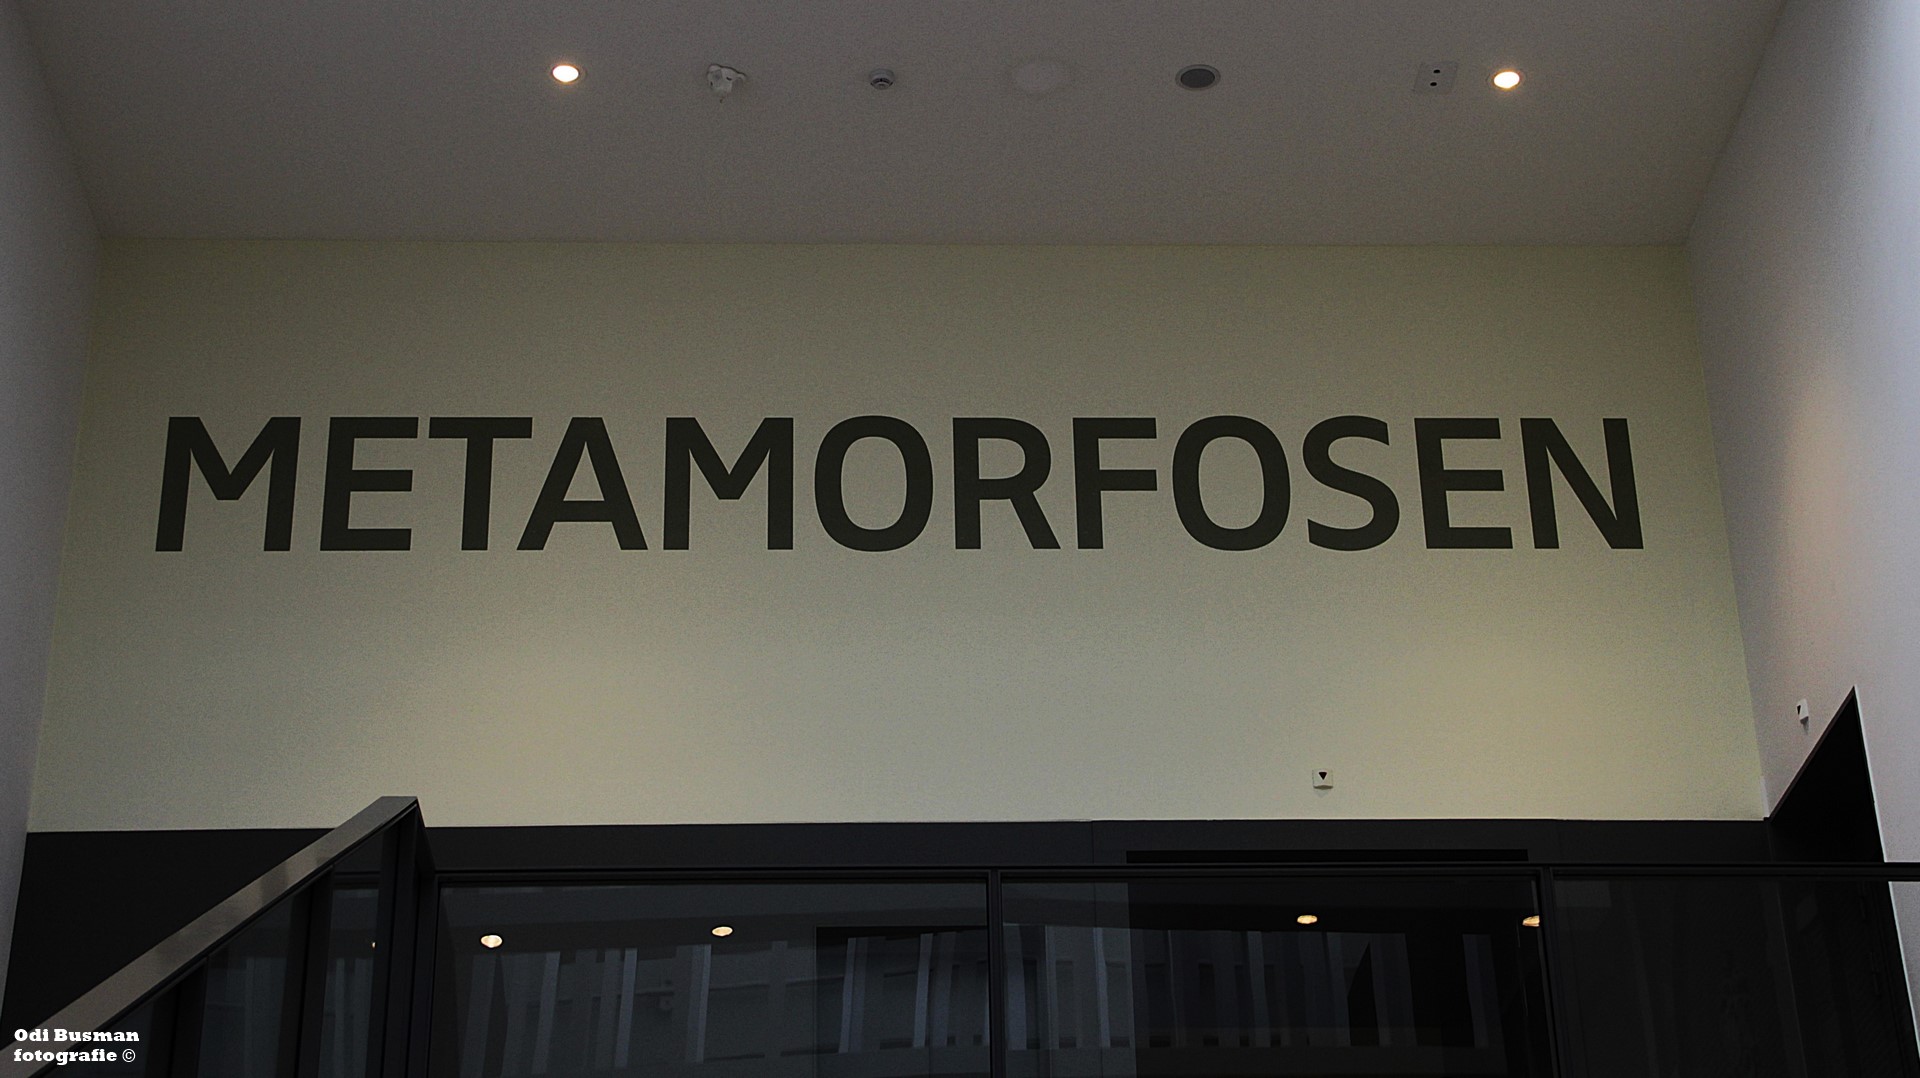 METAMORFOSEN
Odi Busman
fotografie ©